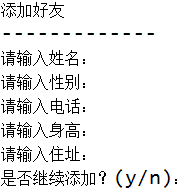 添加好友
-------------
请输入姓名：
请输入性别：
请输入电话：
请输入身高：
请输入住址：
是否继续添加？(y/n)：